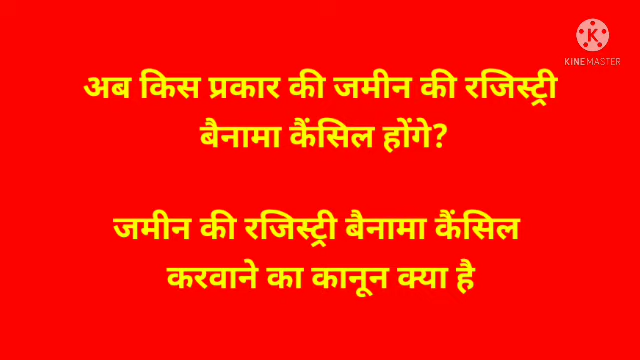 KINEMASTER
अब किस प्रकार की जमीन की रजिस्ट्री
बैनामा कैंसिल होंगे?
जमीन की रजिस्ट्री बैनामा कैंसिल
करवाने का कानून क्या है